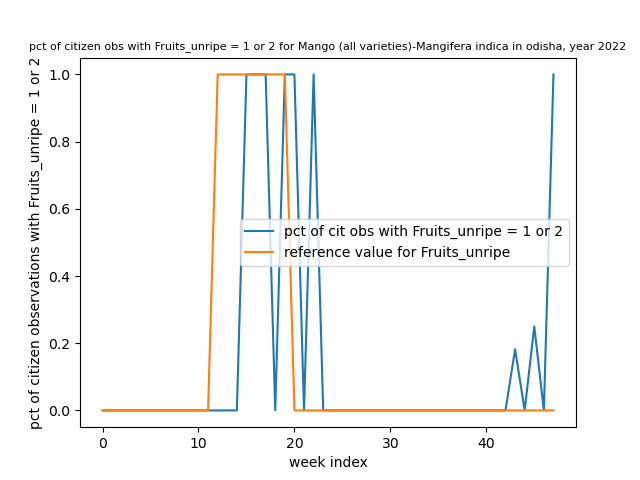 pct of citizen obs with Fruits_unripe = 1 or 2 for Mango (all varieties)-Mangifera indica in odisha, year 2022
pct of citizen observations with Fruits_unripe = 1 or 2
1.0
0.8
0.6
0.4
0.2
0.0
pct of cit obs with Fruits_unripe = 1 or 2
reference value for Fruits_unripe
0 10 20 30 40
week index